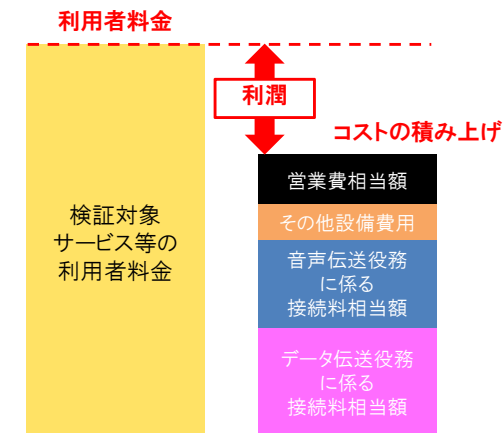 利用者料金
利潤
コストの積み上げ
営業費相当額
その他設備費用
音声伝送役務
に係る
接続料相当額
データ伝送役務
に係る
接続料相当額
検証対象
サービス等の
利用者料金